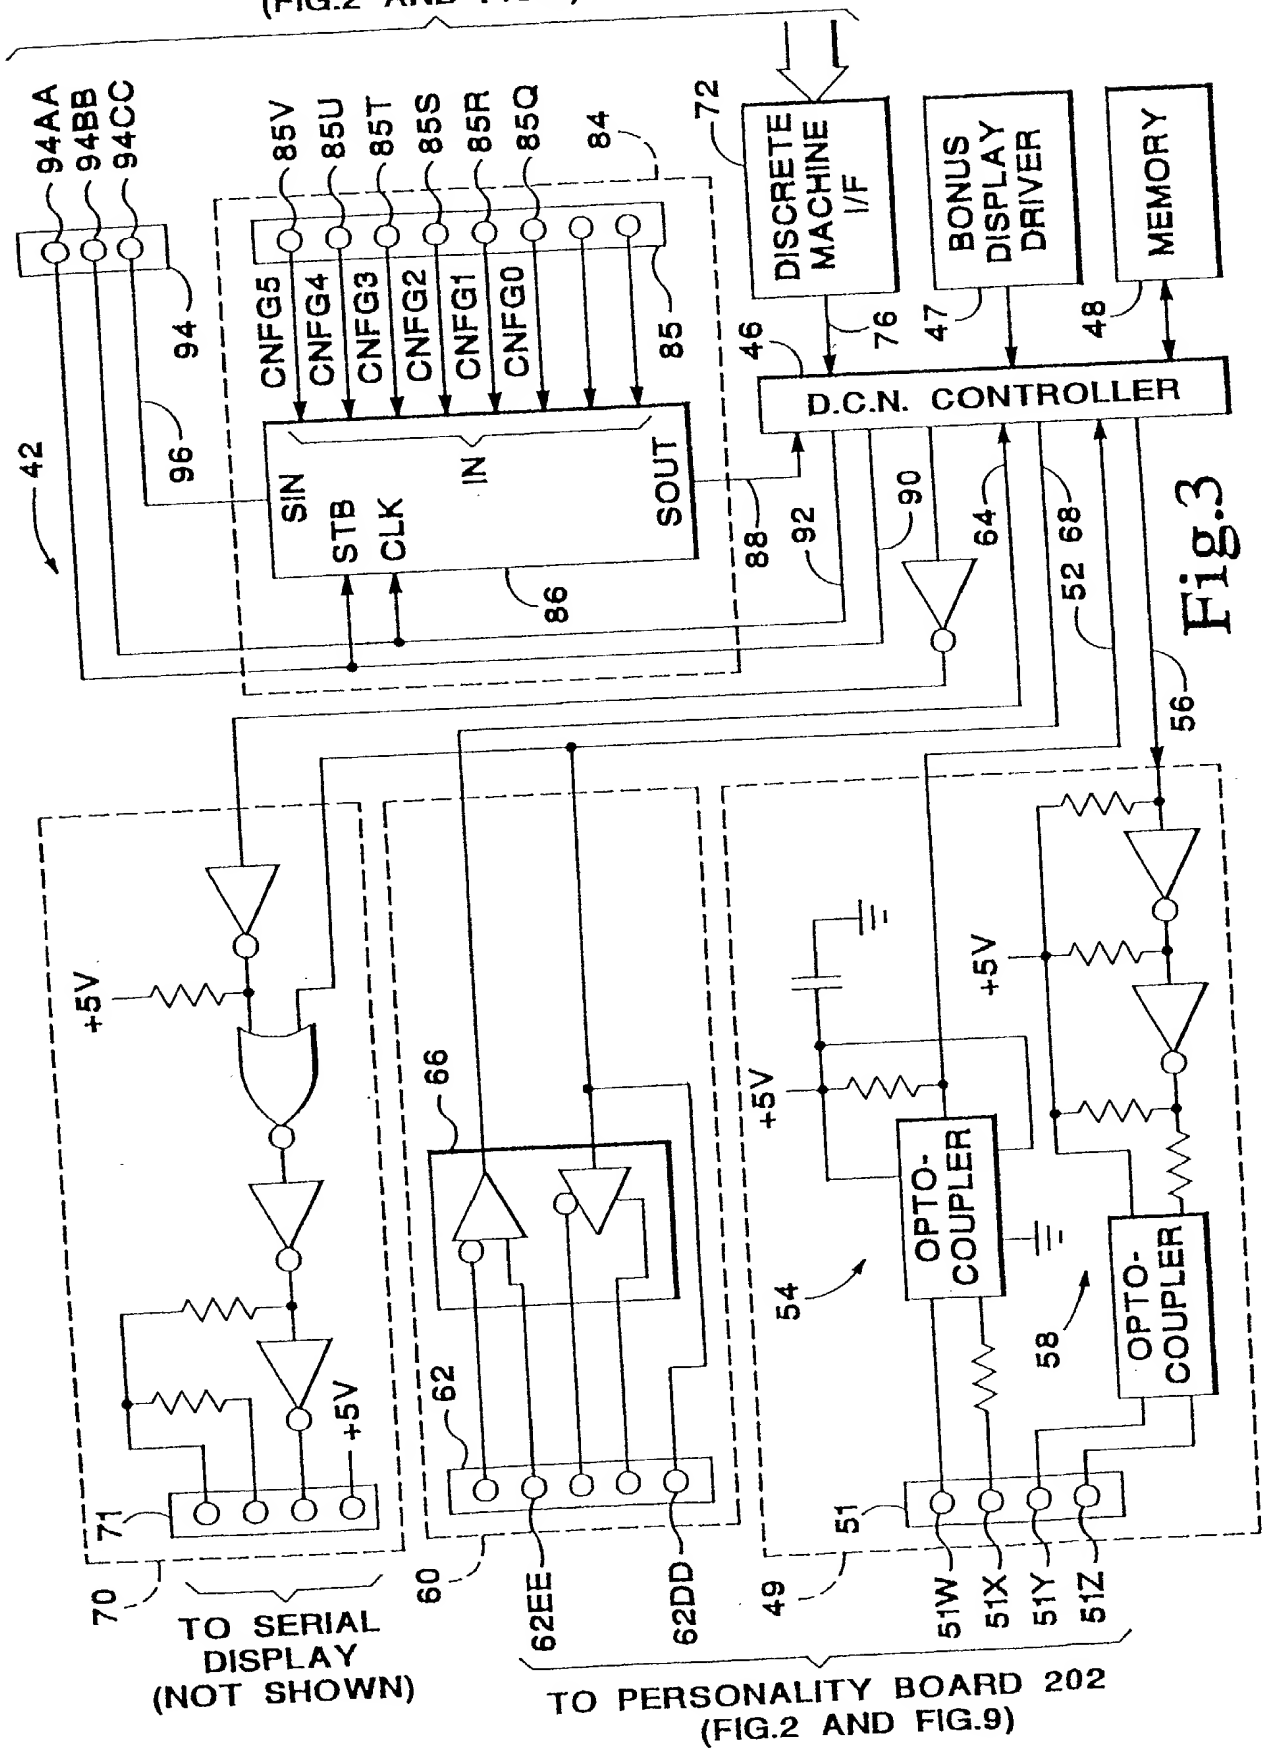 (FIG.2 AND
94AA
94BB
94CC
94
96
42
85V
85U
85T
85S
85R
85Q
84
CNFG5
CNFG4
CNFG3
CNFG2
CNFG1
CNFG0
85
SIN
STB
CLK
IN
SOUT
86
88
72
DISCRETE
MACHINE
I/F
BONUS
DISPLAY
DRIVER
MEMORY
46
76
47
48
D.C.N. CONTROLLER
92
90
64
68
52
56
Fig.3
+5V
66
+5V
+5V
54
OPTO-
COUPLER
58
OPTO-
COUPLER
+5V
71
70
62
60
62EE
62DD
51
49
51W
51X
51Y
51Z
TO SERIAL
DISPLAY
(NOT SHOWN)
TO PERSONALITY BOARD 202
(FIG.2 AND FIG.9)